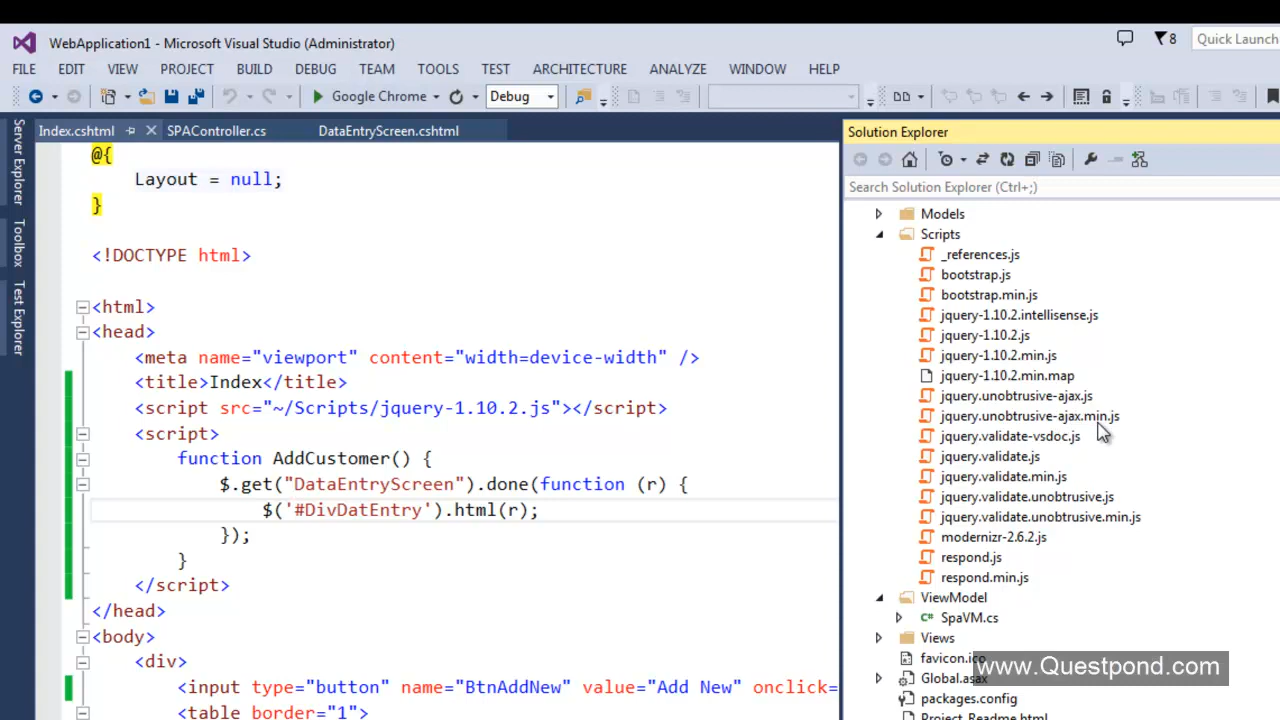 WebApplication1 - Microsoft Visual Studio (Administrator)
8
Quick Launch
FILE EDIT VIEW PROJECT BUILD DEBUG TEAM TOOLS TEST ARCHITECTURE ANALYZE WINDOW HELP
Google Chrome
Debug
Server Explorer
Toolbox
Test Explorer
Index.cshtml SPAController.cs DataEntryScreen.cshtml
@{
Layout = null;
}
<!DOCTYPE html>
<html>
<head>
<meta name="viewport" content="width=device-width" />
<title>Index</title>
<script src="~/Scripts/jquery-1.10.2.js"></script>
<script>
function AddCustomer() {
$.get("DataEntryScreen").done(function (r) {
$('#DivDatEntry').html(r);
});
}
</script>
</head>
<body>
<div>
<input type="button" name="BtnAddNew" value="Add New" onclick=
<table border="1">
Solution Explorer
Search Solution Explorer (Ctrl+;)
Models
Scripts
_references.js
bootstrap.js
bootstrap.min.js
jquery-1.10.2.intellisense.js
jquery-1.10.2.js
jquery-1.10.2.min.js
jquery-1.10.2.min.map
jquery.unobtrusive-ajax.js
jquery.unobtrusive-ajax.min.js
jquery.validate-vsdoc.js
jquery.validate.js
jquery.validate.min.js
jquery.validate.unobtrusive.js
jquery.validate.unobtrusive.min.js
modernizr-2.6.2.js
respond.js
respond.min.js
ViewModel
C# SpaVM.cs
Views
favicon.ico
Global.asax
packages.config
Project_Readme.html
www.Questpond.com